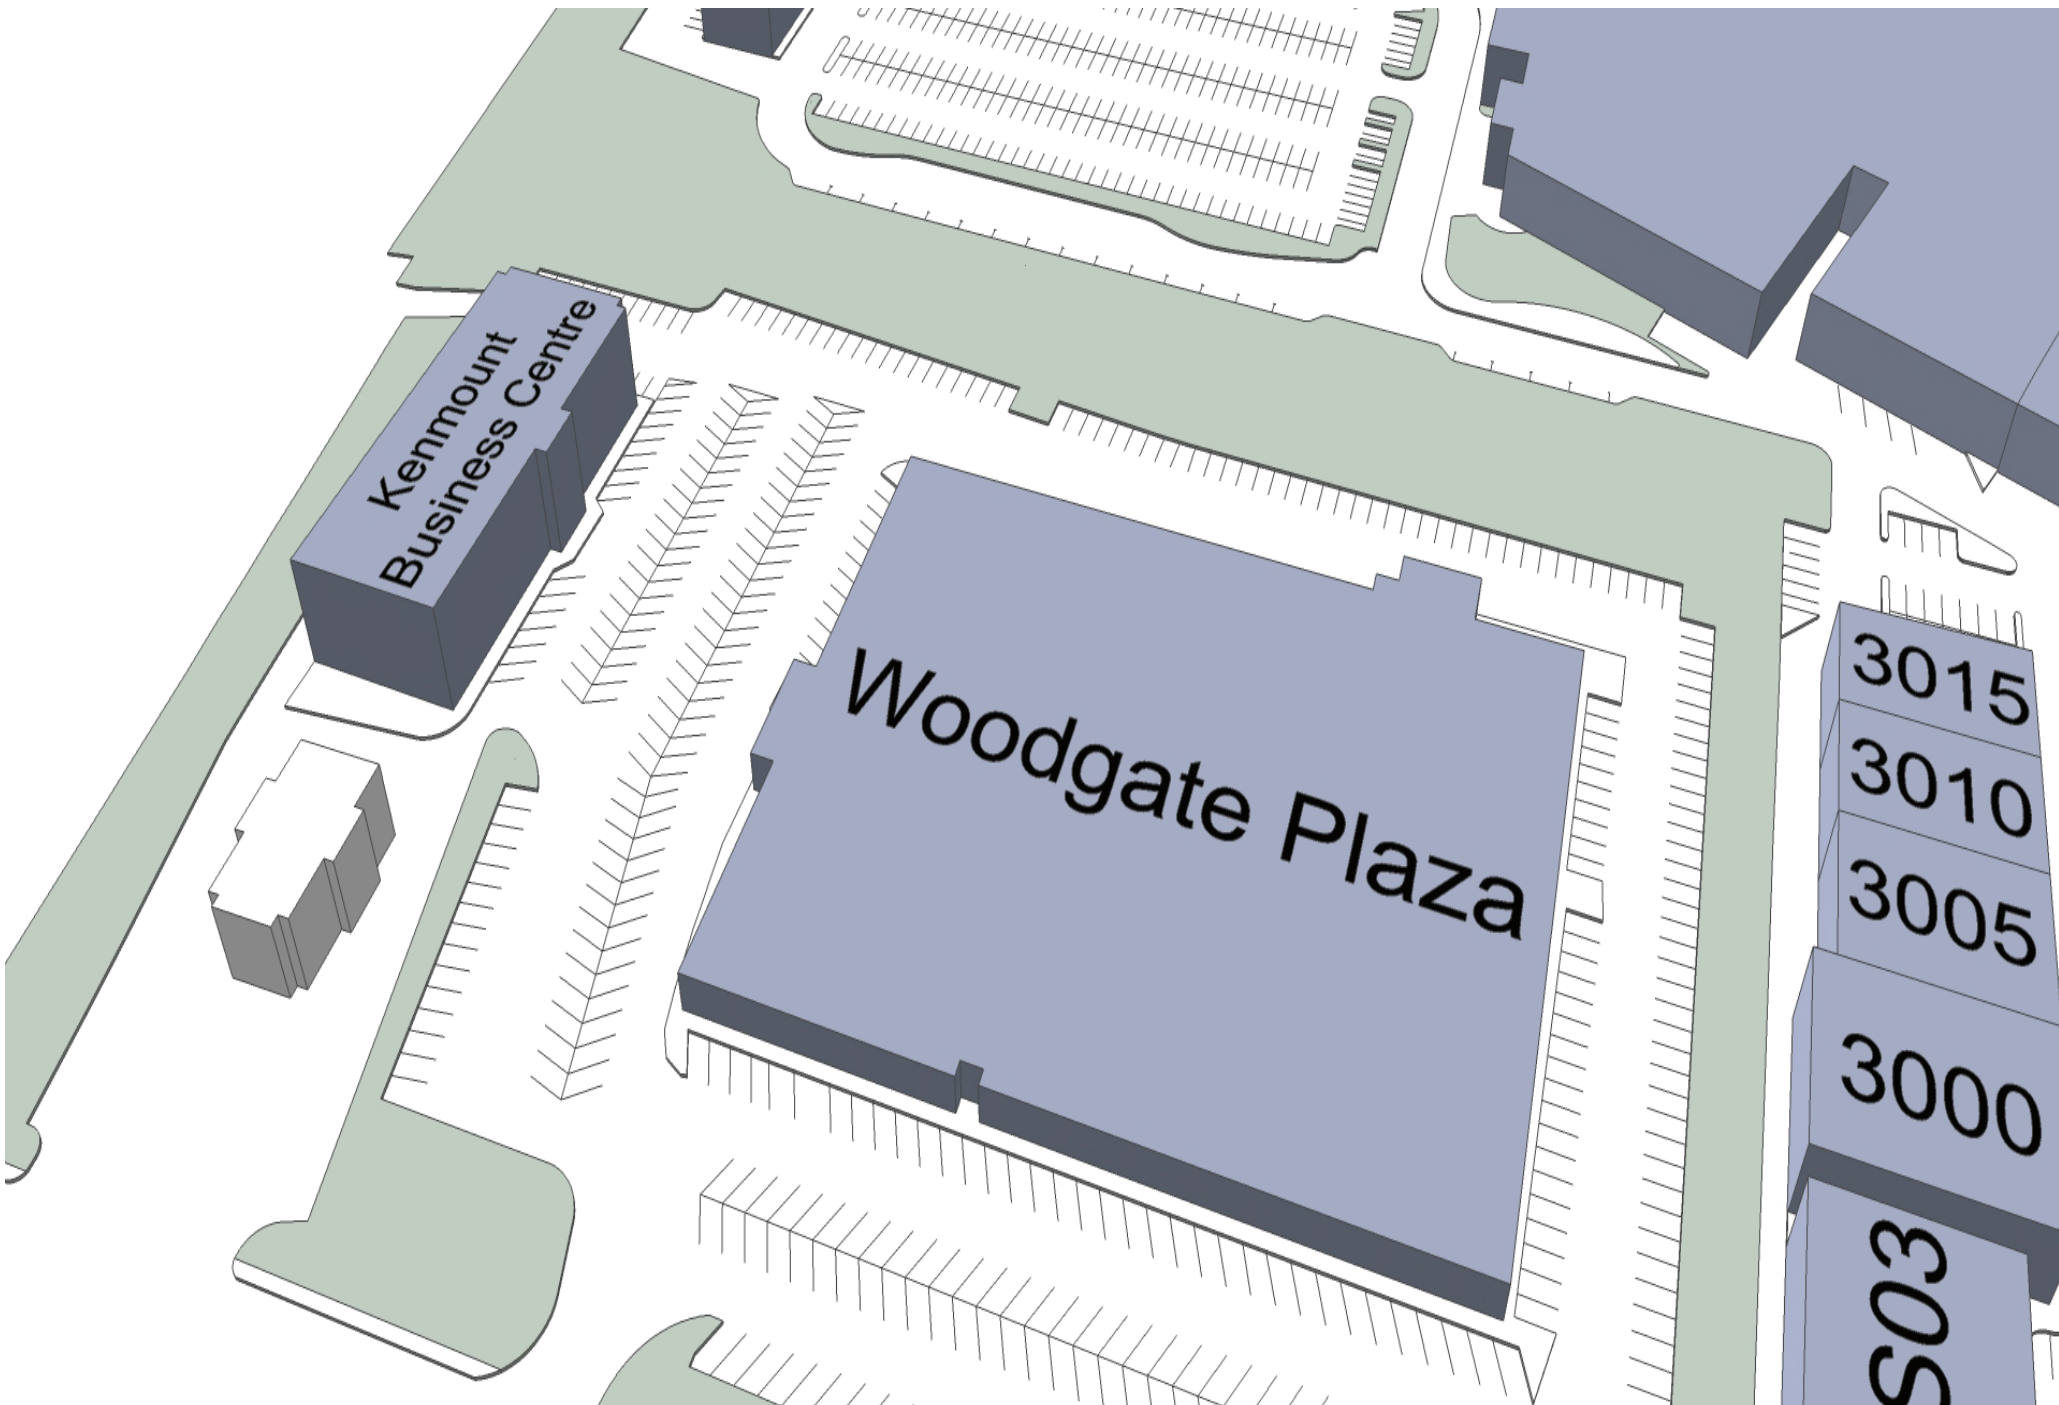 Kenmount
Business Centre
Woodgate Plaza
3015
3010
3005
3000
S03